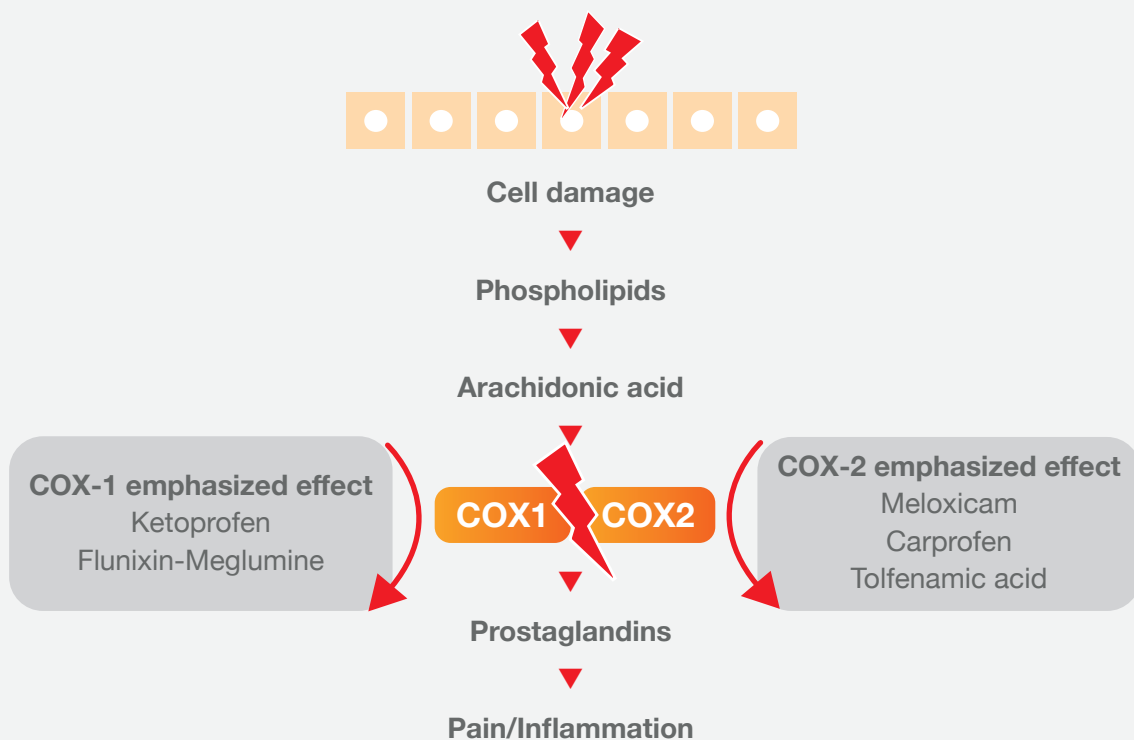 Cell damage
Phospholipids
Arachidonic acid
COX-1 emphasized effect
Ketoprofen
Flunixin-Meglumine
COX1
COX2
COX-2 emphasized effect
Meloxicam
Carprofen
Tolfenamic acid
Prostaglandins
Pain/Inflammation